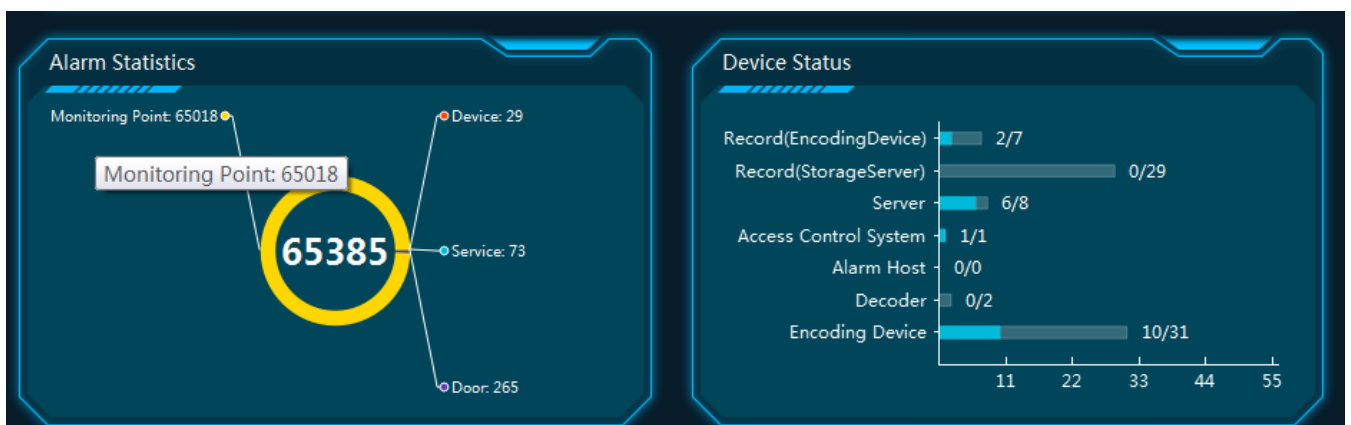 Alarm Statistics
Monitoring Point: 65018
Device: 29
Monitoring Point: 65018
65385
Service: 73
Door: 265
Device Status
Record(EncodingDevice) 2/7
Record(StorageServer) 0/29
Server 6/8
Access Control System 1/1
Alarm Host 0/0
Decoder 0/2
Encoding Device 10/31
11 22 33 44 55